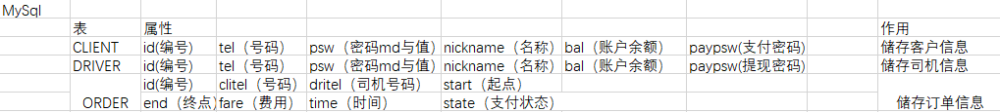 MySql
表 属性 作用
CLIENT id(编号) tel（号码） psw（密码md与值） nickname（名称） bal（账户余额） paypsw(支付密码) 储存客户信息
DRIVER id(编号) tel（号码） psw（密码md与值） nickname（名称） bal（账户余额） paypsw(提现密码) 储存司机信息
ORDER id(编号) clitel（号码） dritel（司机号码） start（起点）
end（终点） fare（费用） time（时间） state（支付状态） 储存订单信息